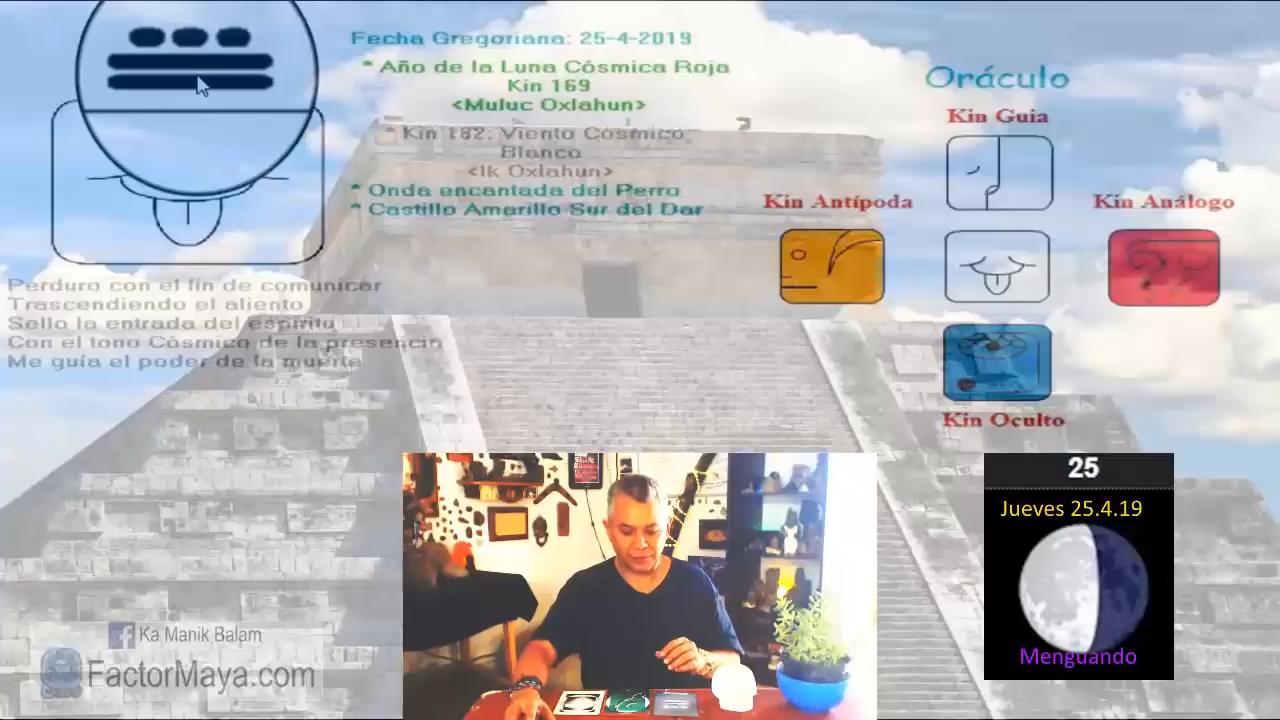 Fecha Gregoriana: 25-4-2019
* Año de la Luna Cósmica Roja
Kin 169
<Muluc Oxlahun>
* Kin 182: Viento Cósmico
Blanco
<Ik Oxlahun>
* Onda encantada del Perro
* Castillo Amarillo Sur del Dar
Perduro con el fin de comunicar
Trascendiendo el aliento
Sello la entrada del espíritu
Con el tono Cósmico de la presencia
Me guía el poder de la muerte
Oráculo
Kin Guia
Kin Antípoda
Kin Análogo
Kin Oculto
25
Jueves 25.4.19
Menguando
Ka Manik Balam
FactorMaya.com